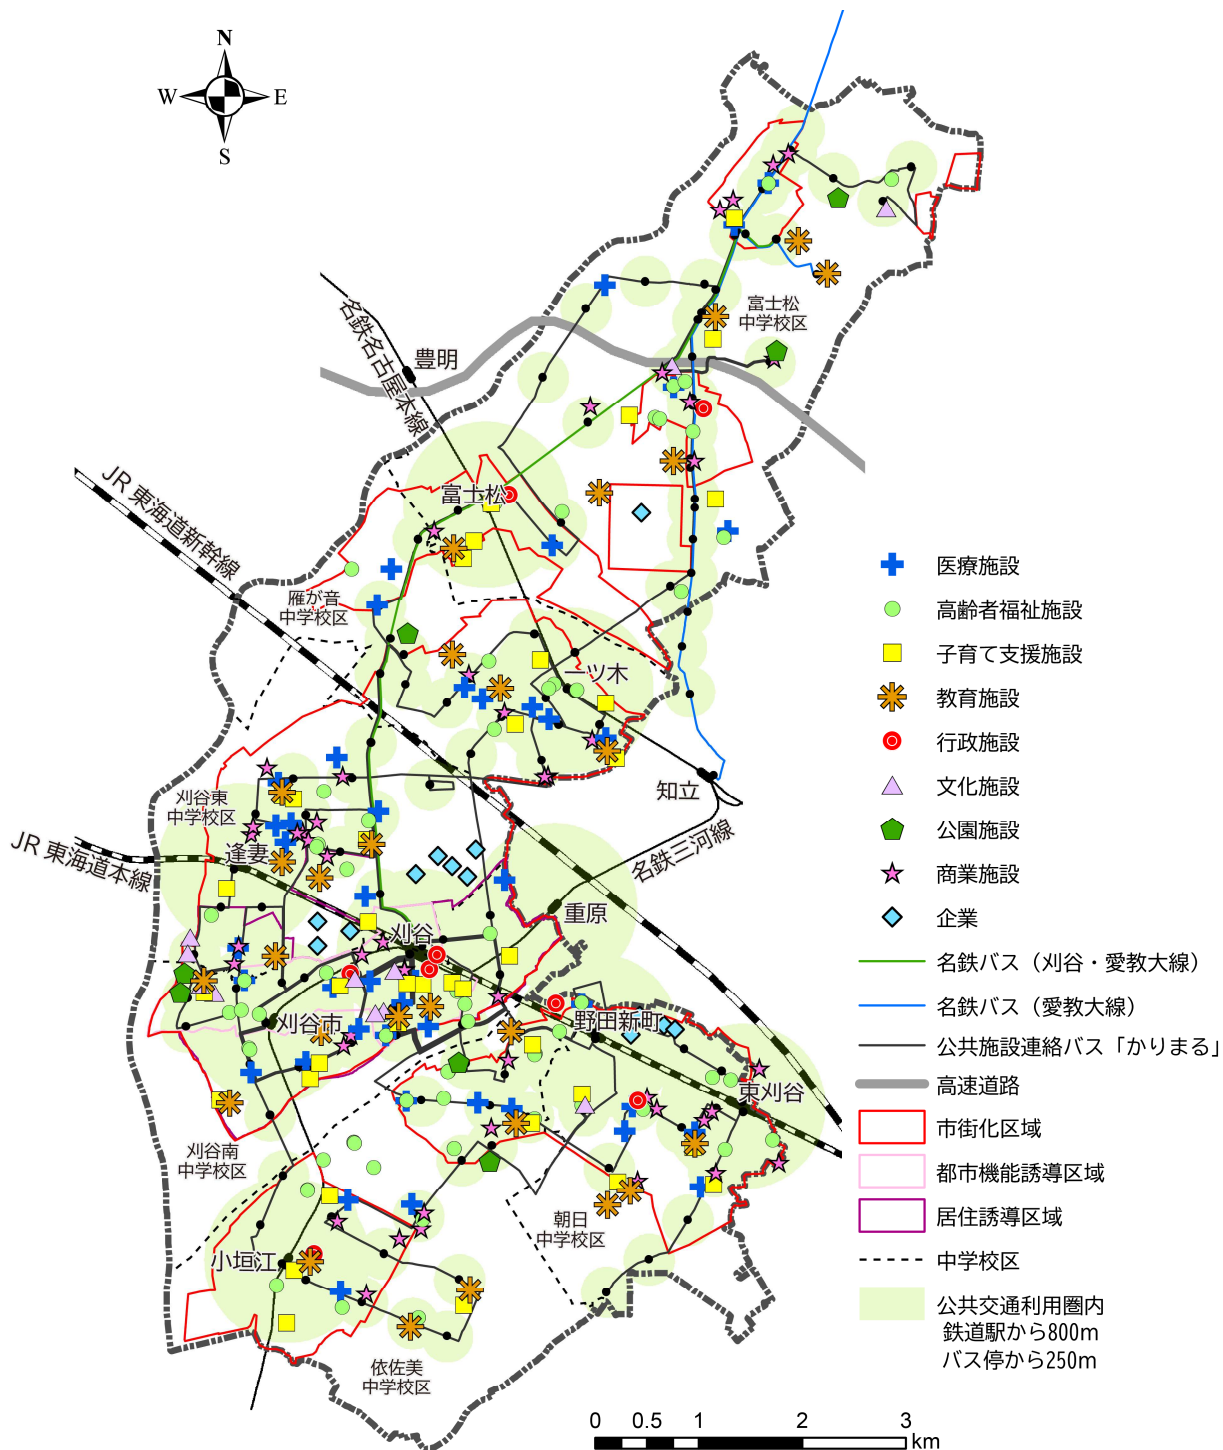 N
W
E
S
富士松
中学校区
名鉄名古屋本線
豊明
JR 東海道新幹線
富士松
雁が音
中学校区
一ツ木
知立
刈谷東
中学校区
逢妻
JR 東海道本線
名鉄三河線
重原
刈谷
刈谷市
野田新町
東刈谷
刈谷南
中学校区
朝日
中学校区
小垣江
依佐美
中学校区
医療施設
高齢者福祉施設
子育て支援施設
教育施設
行政施設
文化施設
公園施設
商業施設
企業
名鉄バス（刈谷・愛教大線）
名鉄バス（愛教大線）
公共施設連絡バス「かりまる」
高速道路
市街化区域
都市機能誘導区域
居住誘導区域
中学校区
公共交通利用圏内
鉄道駅から800m
バス停から250m
0 0.5 1 2 3
km